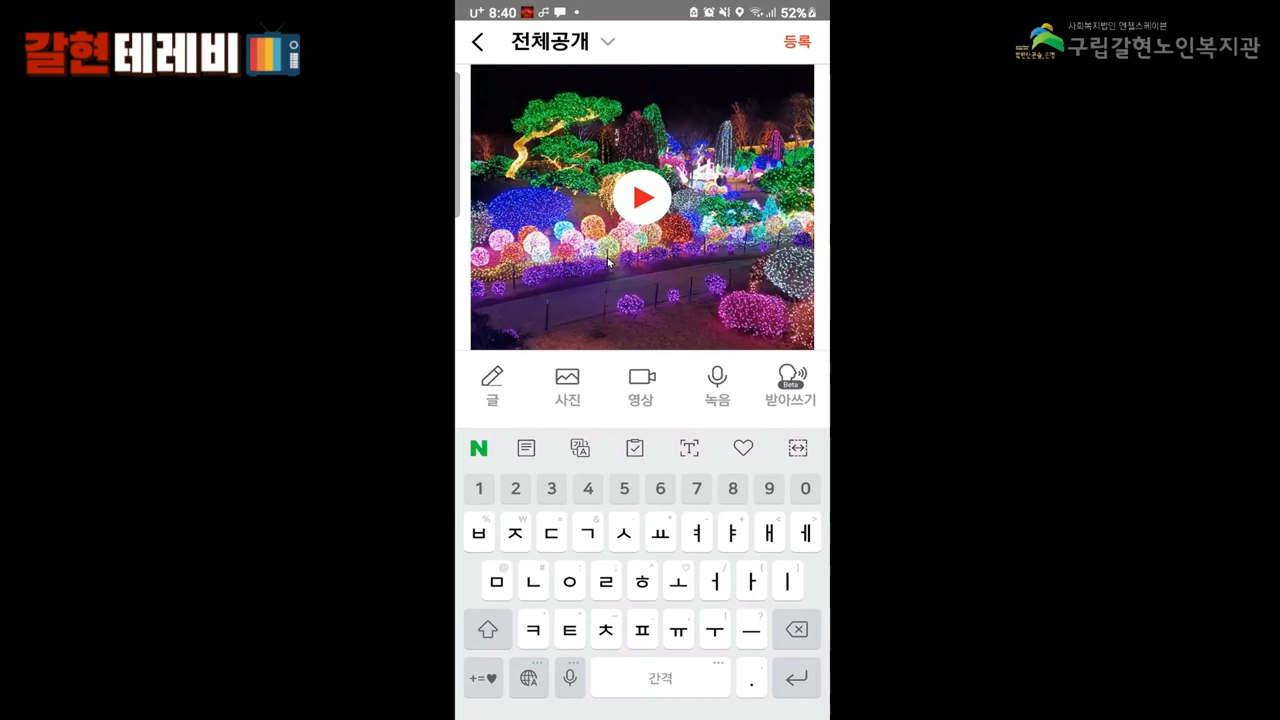 갈현테레비
사회복지법인 엔젤스헤이븐
구립갈현노인복지관
U+ 8:40
52%
전체공개
등록
글 사진 영상 녹음 받아쓰기
Beta
N
1 2 3 4 5 6 7 8 9 0
ㅂ ㅈ ㄷ ㄱ ㅅ ㅛ ㅕ ㅑ ㅐ ㅔ
ㅁ ㄴ ㅇ ㄹ ㅎ ㅗ ㅓ ㅏ ㅣ
ㅋ ㅌ ㅊ ㅍ ㅠ ㅜ ㅡ
+=♥ 간격 .